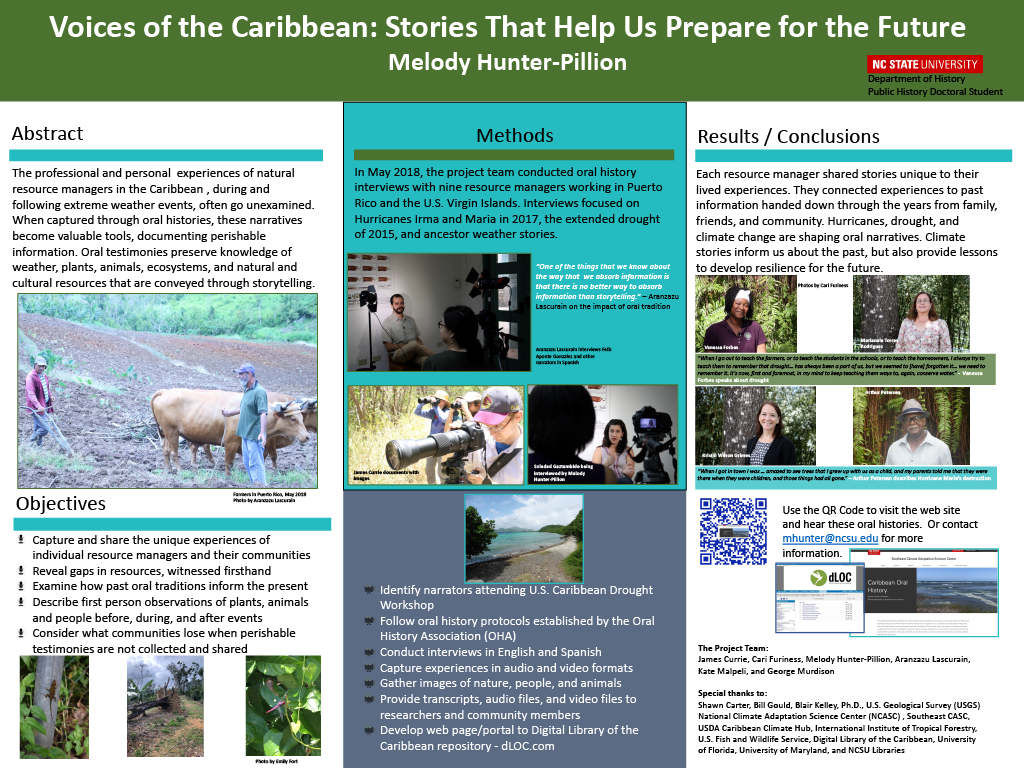 Voices of the Caribbean: Stories That Help Us Prepare for the Future
Melody Hunter-Pillion
NC STATE UNIVERSITY
Department of History
Public History Doctoral Student
Abstract
The professional and personal experiences of natural
resource managers in the Caribbean , during and
following extreme weather events, often go unexamined.
When captured through oral histories, these narratives
become valuable tools, documenting perishable
information. Oral testimonies preserve knowledge of
weather, plants, animals, ecosystems, and natural and
cultural resources that are conveyed through storytelling.
Farmers in Puerto Rico, May 2018
Photo by Aranzazu Lascurain
Objectives
Capture and share the unique experiences of
individual resource managers and their communities
Reveal gaps in resources, witnessed firsthand
Examine how past oral traditions inform the present
Describe first person observations of plants, animals
and people before, during, and after events
Consider what communities lose when perishable
testimonies are not collected and shared
Photo by Emily Fort
Methods
In May 2018, the project team conducted oral history
interviews with nine resource managers working in Puerto
Rico and the U.S. Virgin Islands. Interviews focused on
Hurricanes Irma and Maria in 2017, the extended drought
of 2015, and ancestor weather stories.
"One of the things that we know about
the way that we absorb information is
that there is no better way to absorb
information than storytelling." – Aranzazu
Lascurain on the impact of oral tradition
Aranzazu Lascurain interviews Felix
Aponte Gonzalez and other
narrators in Spanish
James Currie documents with
images
Soledad Gaztambide being
interviewed by Melody
Hunter-Pillion
Identify narrators attending U.S. Caribbean Drought
Workshop
Follow oral history protocols established by the Oral
History Association (OHA)
Conduct interviews in English and Spanish
Capture experiences in audio and video formats
Gather images of nature, people, and animals
Provide transcripts, audio files, and video files to
researchers and community members
Develop web page/portal to Digital Library of the
Caribbean repository - dLOC.com
Results / Conclusions
Each resource manager shared stories unique to their
lived experiences. They connected experiences to past
information handed down through the years from family,
friends, and community. Hurricanes, drought, and
climate change are shaping oral narratives. Climate
stories inform us about the past, but also provide lessons
to develop resilience for the future.
Photos by Cari Furiness
Vanessa Forbes
Marianela Torres
Rodriguez
"When I go out to teach the farmers, or to teach the students in the schools, or to teach the homeowners, I always try to
teach them to remember that drought... has always been a part of us, but we seemed to [have] forgotten it... we need to
remember it. It's now, first and foremost, in my mind to keep teaching them ways to, again, conserve water." - Vanessa
Forbes speaks about drought
Kristin Wilson Grimes
Arthur Petersen
"When I got in town I was ... amazed to see trees that I grew up with us as a child, and my parents told me that they were
there when they were children, and those things had all gone." – Arthur Petersen describes Hurricane Maria's destruction
Use the QR Code to visit the web site
and hear these oral histories. Or contact
mhunter@ncsu.edu for more
information.
dLOC
Southeast Climate Adaptation Science Center
Caribbean Oral
History
The Project Team:
James Currie, Cari Furiness, Melody Hunter-Pillion, Aranzazu Lascurain,
Kate Malpeli, and George Murdison
Special thanks to:
Shawn Carter, Bill Gould, Blair Kelley, Ph.D., U.S. Geological Survey (USGS)
National Climate Adaptation Science Center (NCASC) , Southeast CASC,
USDA Caribbean Climate Hub, International Institute of Tropical Forestry,
U.S. Fish and Wildlife Service, Digital Library of the Caribbean, University
of Florida, University of Maryland, and NCSU Libraries